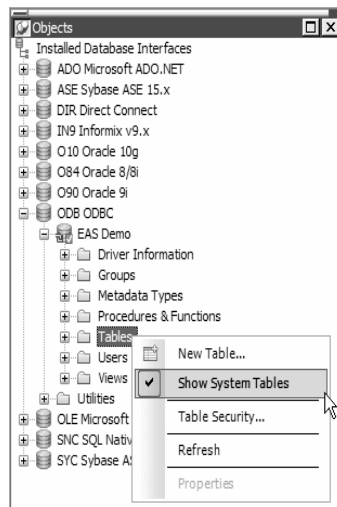 Objects
Installed Database Interfaces
ADO Microsoft ADO.NET
ASE Sybase ASE 15.x
DIR Direct Connect
IN9 Informix v9.x
O10 Oracle 10g
O84 Oracle 8/8i
O90 Oracle 9i
ODB ODBC
EAS Demo
Driver Information
Groups
Metadata Types
Procedures & Functions
Tables
New Table...
Users
Show System Tables
Views
Utilities
Table Security...
OLE Microsoft
SNC SQL Nativ
Refresh
SYC Sybase A
Properties